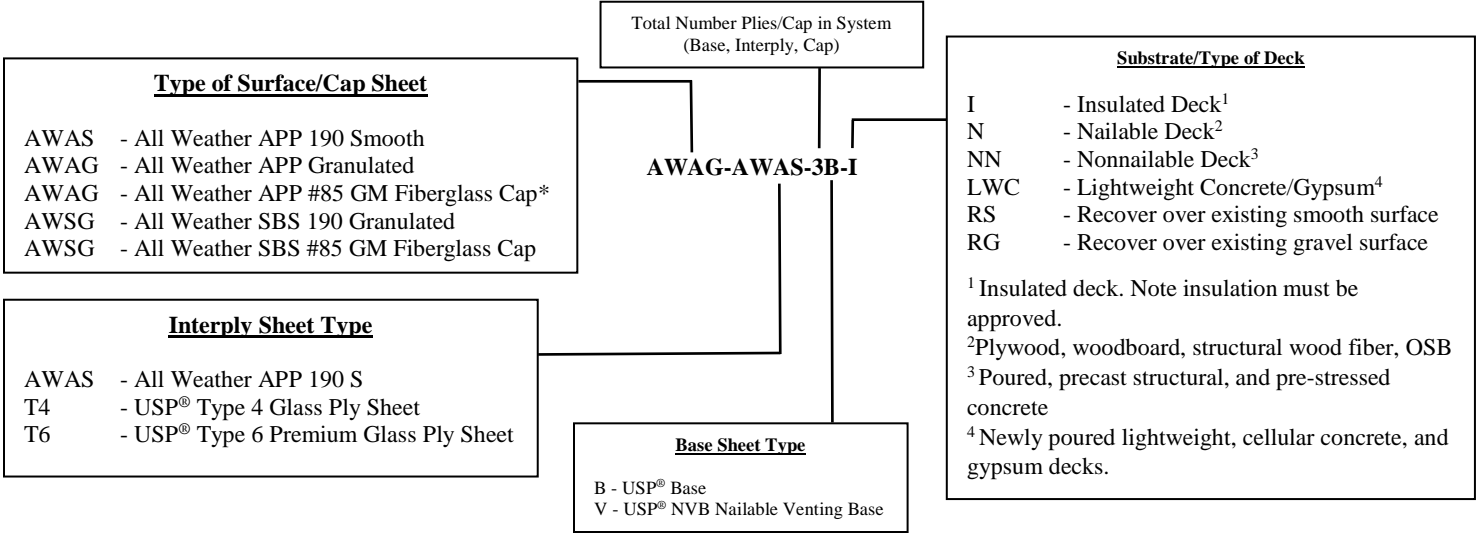 Total Number Plies/Cap in System
(Base, Interply, Cap)
Type of Surface/Cap Sheet
AWAS - All Weather APP 190 Smooth
AWAG - All Weather APP Granulated
AWAG - All Weather APP #85 GM Fiberglass Cap*
AWSG - All Weather SBS 190 Granulated
AWSG - All Weather SBS #85 GM Fiberglass Cap
AWAG-AWAS-3B-I
Interply Sheet Type
AWAS - All Weather APP 190 S
T4 - USP® Type 4 Glass Ply Sheet
T6 - USP® Type 6 Premium Glass Ply Sheet
Base Sheet Type
B - USP® Base
V - USP® NVB Nailable Venting Base
Substrate/Type of Deck
I - Insulated Deck¹
N - Nailable Deck²
NN - Nonnailable Deck³
LWC - Lightweight Concrete/Gypsum⁴
RS - Recover over existing smooth surface
RG - Recover over existing gravel surface
¹ Insulated deck. Note insulation must be
approved.
²Plywood, woodboard, structural wood fiber, OSB
³ Poured, precast structural, and pre-stressed
concrete
⁴ Newly poured lightweight, cellular concrete, and
gypsum decks.